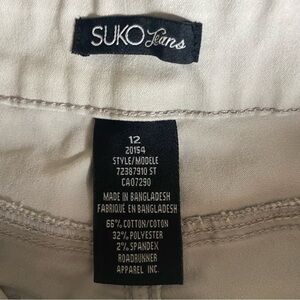 SUKO Jeans
12
20154
STYLE/MODELE
72387910 ST
CA07290
MADE IN BANGLADESH
FABRIQUÉ EN BANGLADESH
66% COTTON/COTON
32% POLYESTER
2% SPANDEX
ROADRUNNER
APPAREL INC.